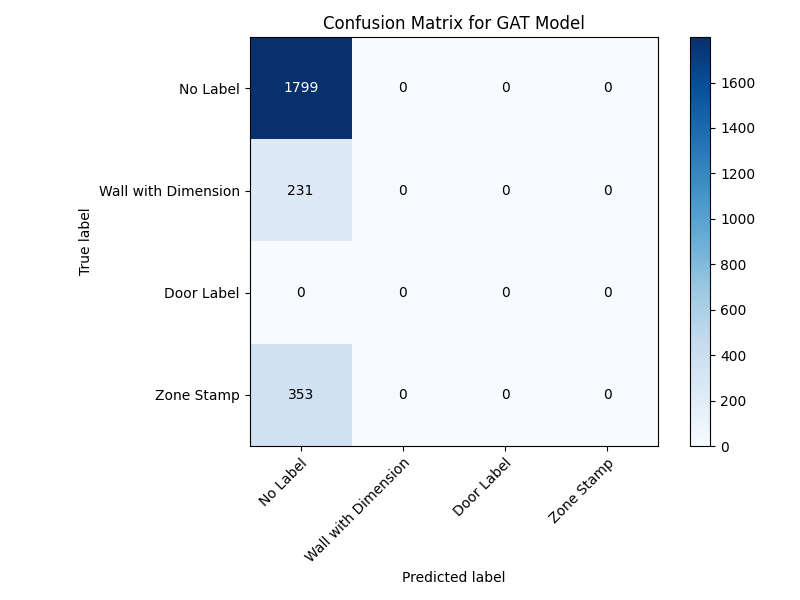 Confusion Matrix for GAT Model
True label
No Label
1799 0 0 0
Wall with Dimension
231 0 0 0
Door Label
0 0 0 0
Zone Stamp
353 0 0 0
No Label
Wall with Dimension
Door Label
Zone Stamp
Predicted label
1600
1400
1200
1000
800
600
400
200
0